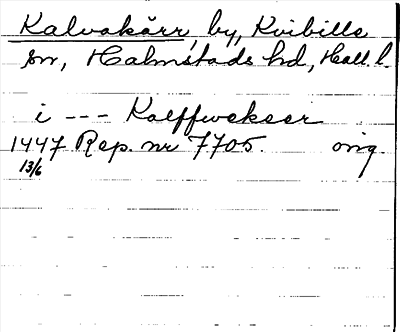 Kalvakärr, by, Kvibille
sn, Halmstads hd, Hall. l.
i --- Kalffwekeer
1447 Rep. nr 7705. orig.
13/6